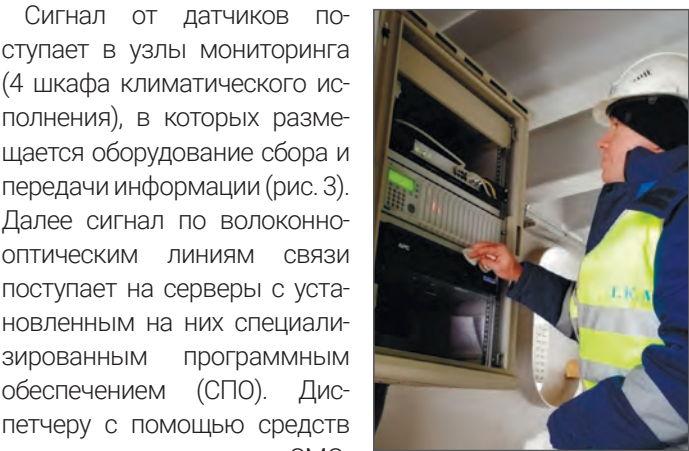 Сигнал от датчиков по-
ступает в узлы мониторинга
(4 шкафа климатического ис-
полнения), в которых разме-
щается оборудование сбора и
передачи информации (рис. 3).
Далее сигнал по волоконно-
оптическим линиям связи
поступает на серверы с уста-
новленным на них специали-
зированным программным
обеспечением (СПО). Дис-
петчеру с помощью средств
APC